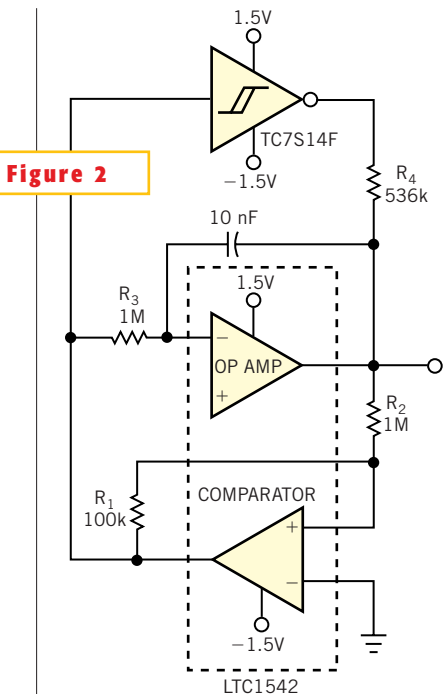 1.5V
TC7S14F
−1.5V
Figure 2
R4
536k
10 nF
1.5V
R3
1M
−
OP AMP
+
R2
1M
COMPARATOR
R1
100k
+
−
−1.5V
LTC1542